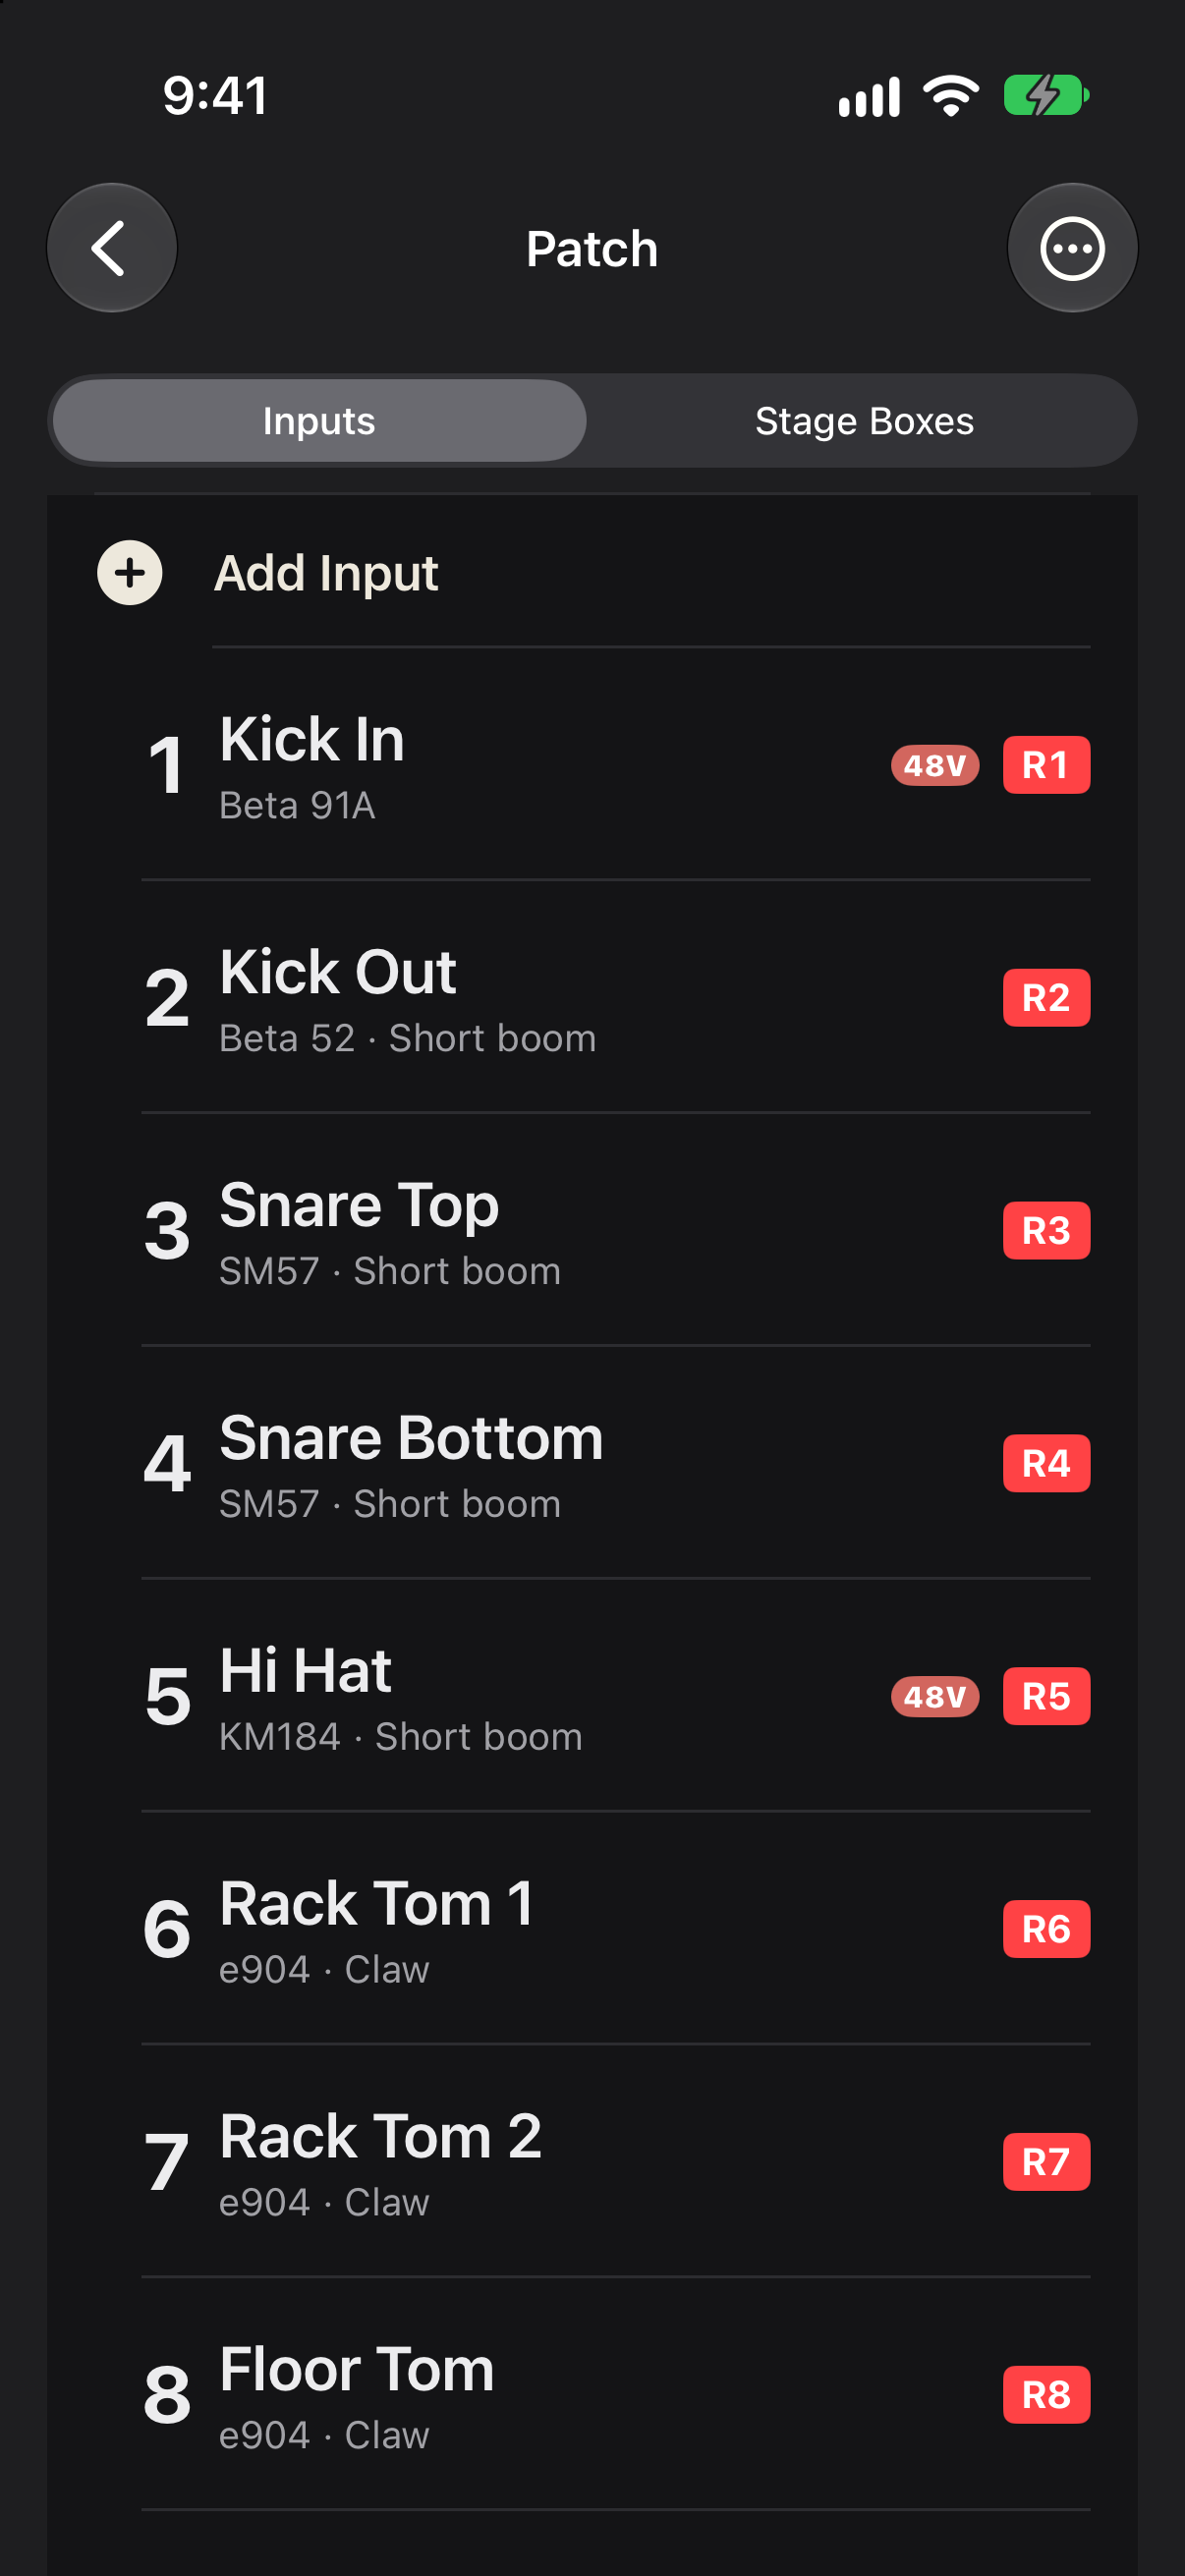 9:41
Patch
Inputs
Stage Boxes
Add Input
1
Kick In
Beta 91A
48V
R1
2
Kick Out
Beta 52 · Short boom
R2
3
Snare Top
SM57 · Short boom
R3
4
Snare Bottom
SM57 · Short boom
R4
5
Hi Hat
KM184 · Short boom
48V
R5
6
Rack Tom 1
e904 · Claw
R6
7
Rack Tom 2
e904 · Claw
R7
8
Floor Tom
e904 · Claw
R8